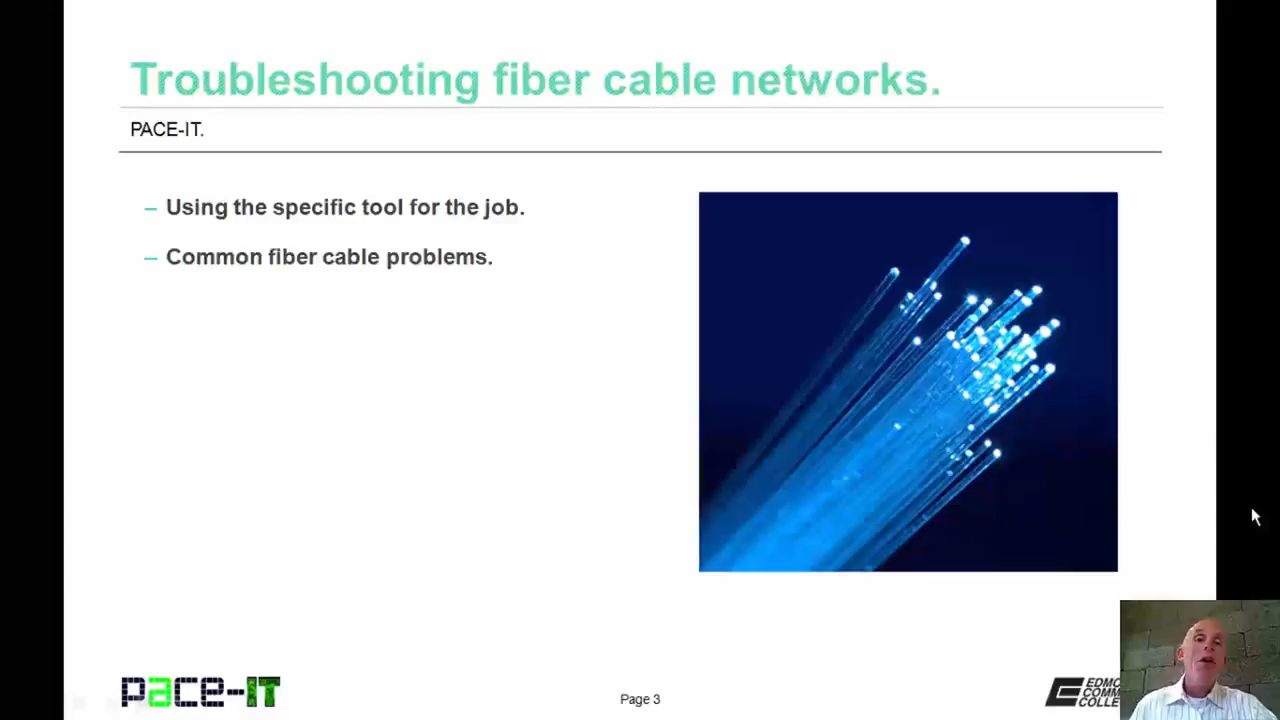 Troubleshooting fiber cable networks.
PACE-IT.
– Using the specific tool for the job.
– Common fiber cable problems.
pace-IT
Page 3
COLLE